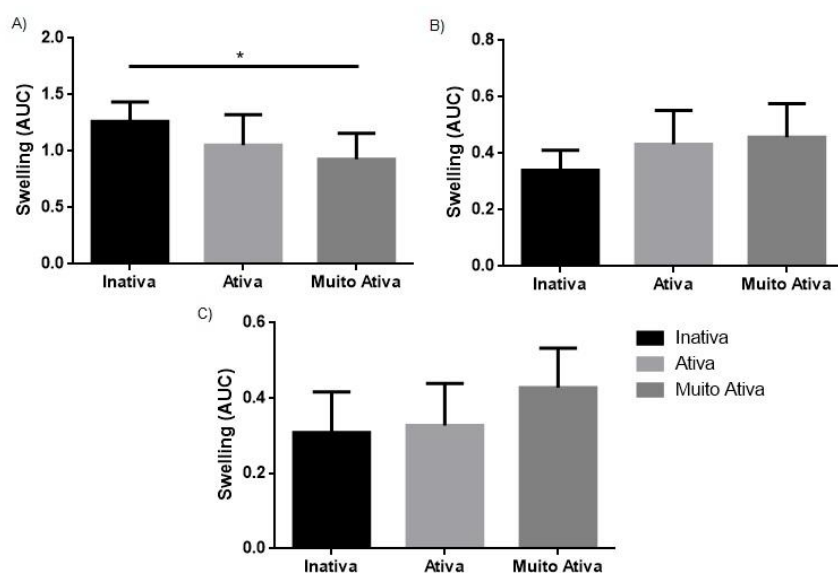 A)
Swelling (AUC)
2.0
1.5
1.0
0.5
0.0
*
Inativa Ativa Muito Ativa
B)
Swelling (AUC)
0.8
0.6
0.4
0.2
0.0
Inativa Ativa Muito Ativa
C)
Swelling (AUC)
0.6
0.4
0.2
0.0
Inativa Ativa Muito Ativa
Inativa
Ativa
Muito Ativa